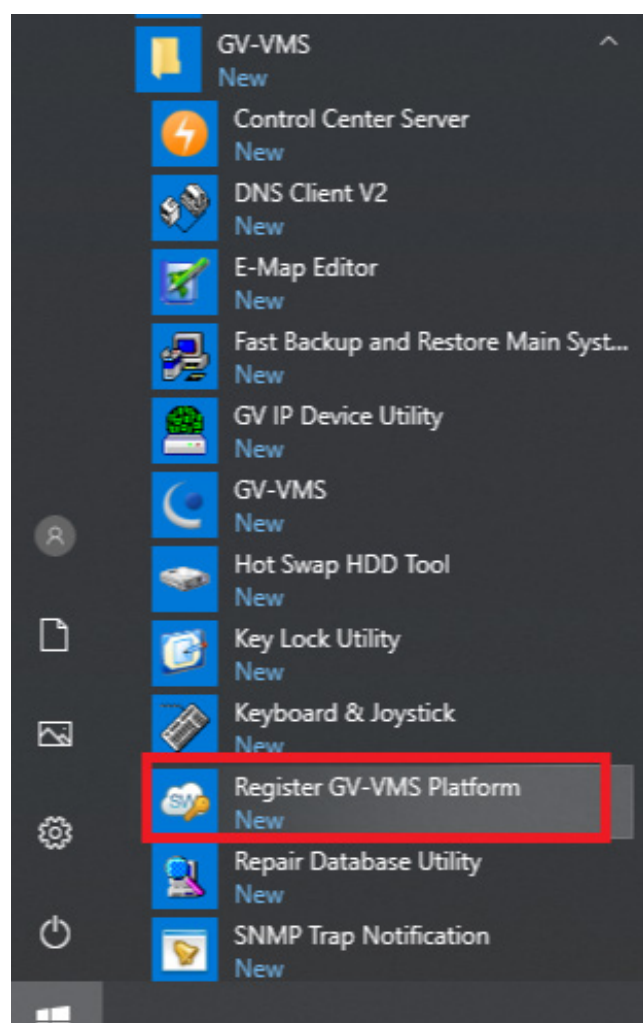 GV-VMS
New
Control Center Server
New
DNS Client V2
New
E-Map Editor
New
Fast Backup and Restore Main Syst...
New
GV IP Device Utility
New
GV-VMS
New
Hot Swap HDD Tool
New
Key Lock Utility
New
Keyboard & Joystick
New
Register GV-VMS Platform
SW
New
Repair Database Utility
New
SNMP Trap Notification
New